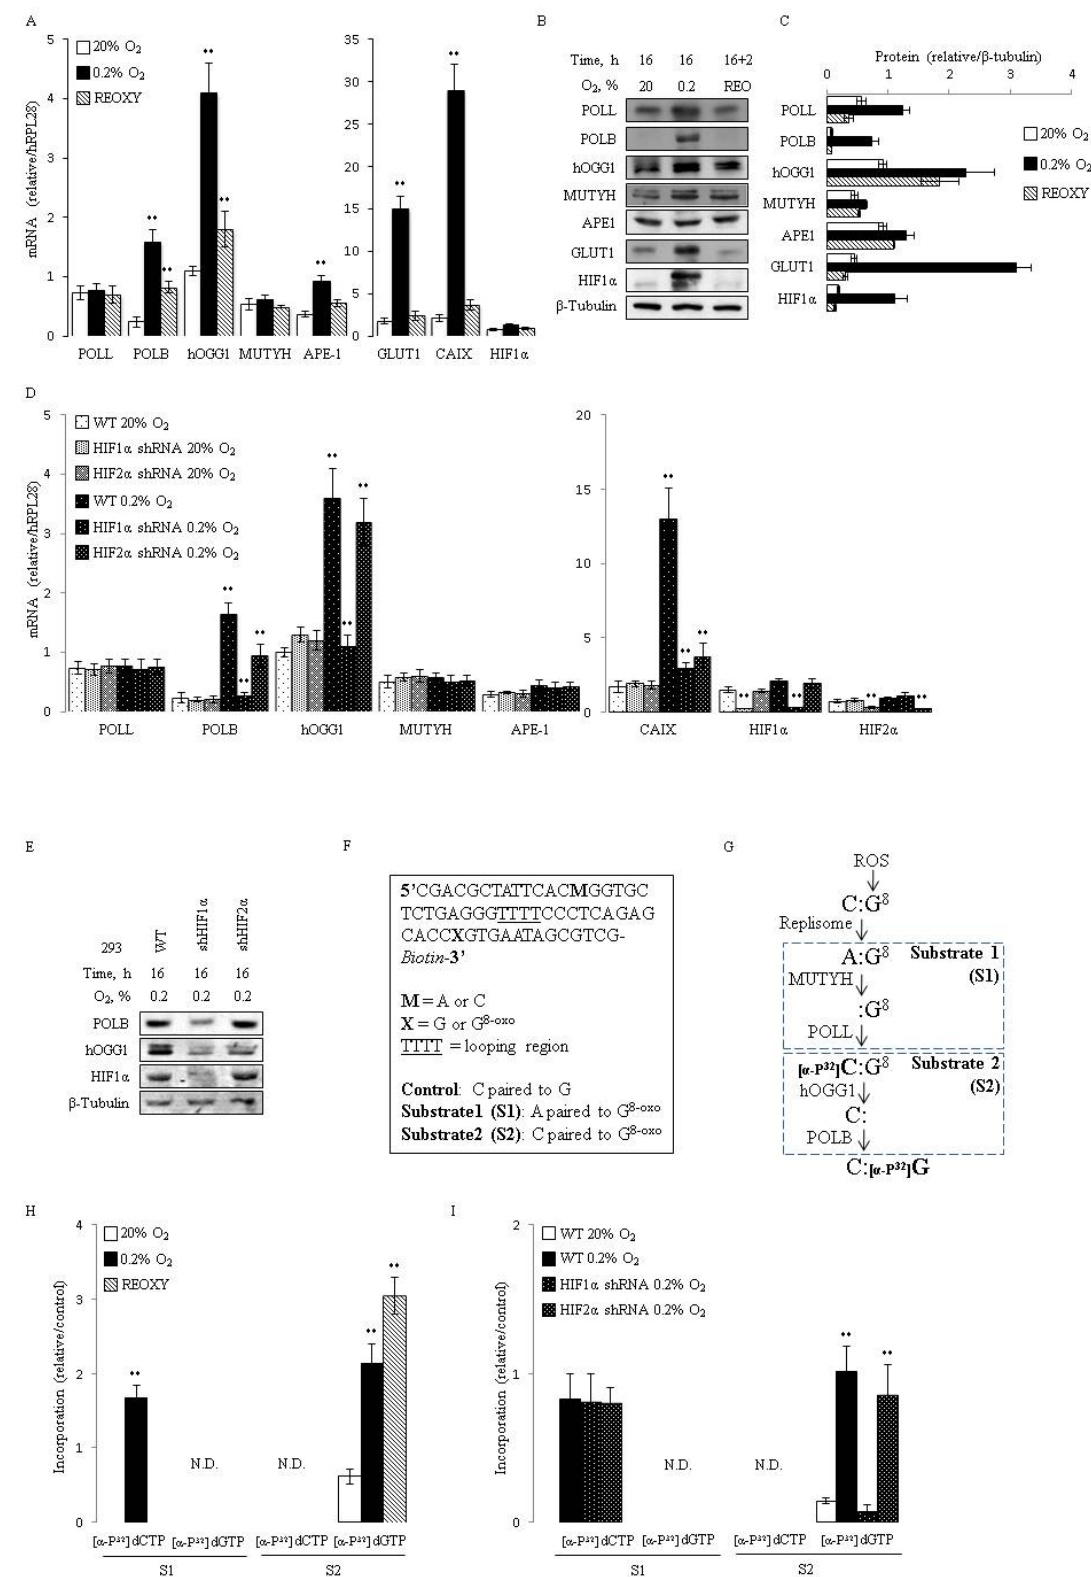 A
5
4
3
2
1
0
mRNA (relative/hRPL28)
20% O2
0.2% O2
REOXY
POLL POLB hOGG1 MUTYH APE-1
35
30
25
20
15
10
5
0
GLUT1 CAIX HIF1α
B
Time, h 16 16 16+2
O2, % 20 0.2 REO
POLL
POLB
hOGG1
MUTYH
APE1
GLUT1
HIF1α
β-Tubulin
C
Protein (relative/β-tubulin)
0 1 2 3 4
POLL
POLB
hOGG1
MUTYH
APE1
GLUT1
HIF1α
20% O2
0.2% O2
REOXY
D
5
4
3
2
1
0
mRNA (relative/hRPL28)
WT 20% O2
HIF1α shRNA 20% O2
HIF2α shRNA 20% O2
WT 0.2% O2
HIF1α shRNA 0.2% O2
HIF2α shRNA 0.2% O2
POLL POLB hOGG1 MUTYH APE-1
20
15
10
5
0
CAIX HIF1α HIF2α
E
293 WT shHIF1α shHIF2α
Time, h 16 16 16
O2, % 0.2 0.2 0.2
POLB
hOGG1
HIF1α
β-Tubulin
F
5’CGACGCTATTCACMGGTGC
TCTGAGGGTTTTCCCTCAGAG
CACCXGTGAATAGCGTCG-
Biotin-3’
M = A or C
X = G or G8-oxo
TTTT = looping region
Control: C paired to G
Substrate1 (S1): A paired to G8-oxo
Substrate2 (S2): C paired to G8-oxo
G
ROS
C:G8
Replisome
A:G8 Substrate 1
(S1)
MUTYH
:G8
POLL
[α-P32]C:G8 Substrate 2
(S2)
hOGG1
C:
POLB
C:[α-P32]G
H
4
3
2
1
0
Incorporation (relative/control)
20% O2
0.2% O2
REOXY
N.D. N.D.
[α-P32]dCTP [α-P32]dGTP [α-P32]dCTP [α-P32]dGTP
S1 S2
I
2
1
0
Incorporation (relative/control)
WT 20% O2
WT 0.2% O2
HIF1α shRNA 0.2% O2
HIF2α shRNA 0.2% O2
N.D. N.D.
[α-P32]dCTP [α-P32]dGTP [α-P32]dCTP [α-P32]dGTP
S1 S2